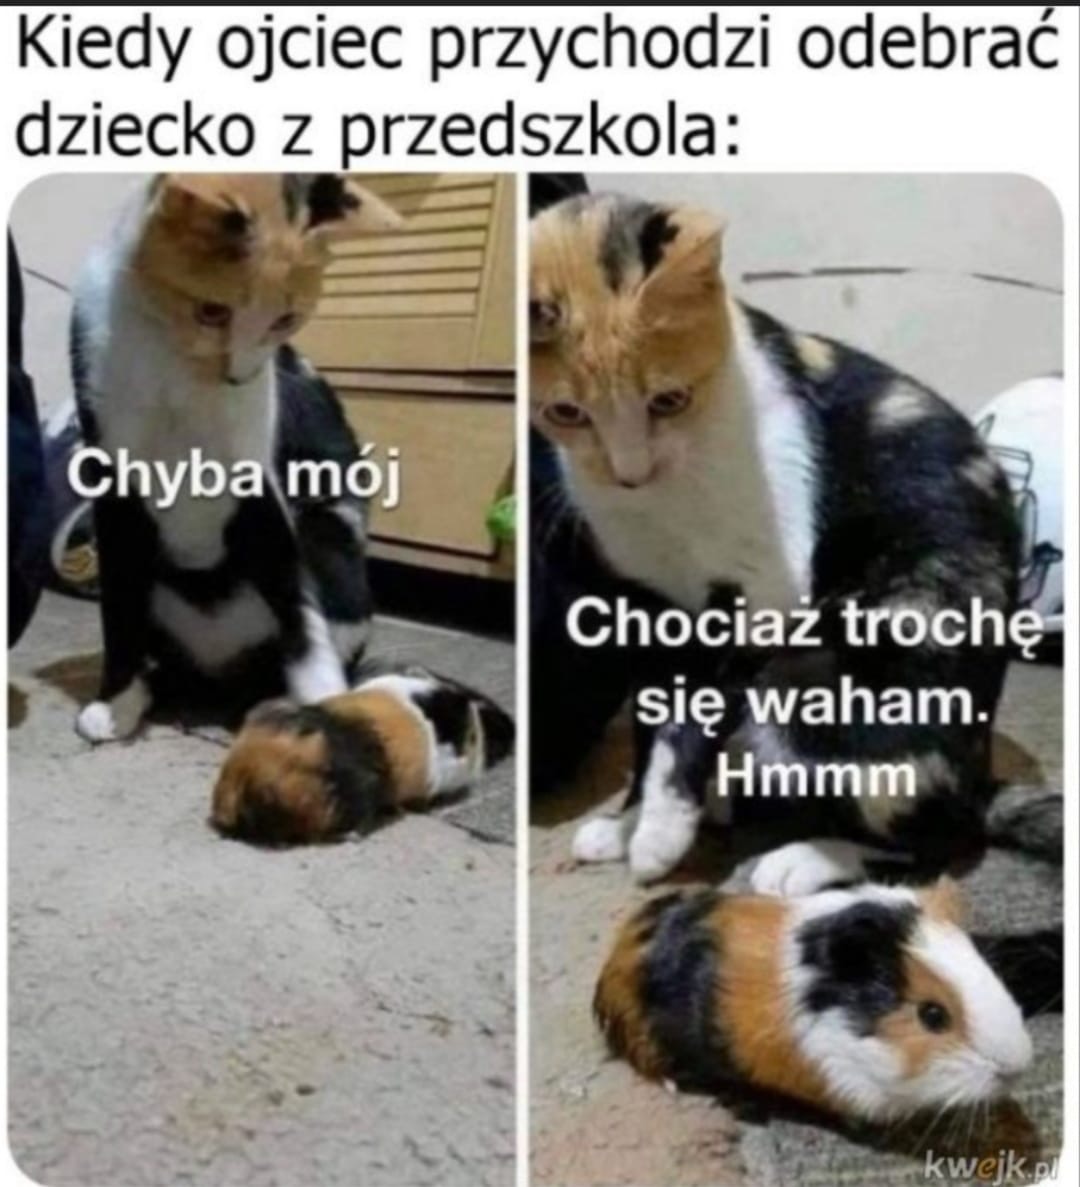 Kiedy ojciec przychodzi odebrać
dziecko z przedszkola:
Chyba mój
Chociaż trochę
się waham.
Hmmm
kwejk.pl